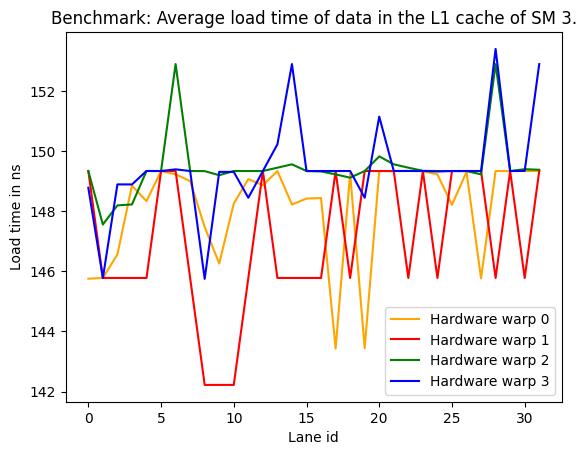 Benchmark: Average load time of data in the L1 cache of SM 3.
Load time in ns
152
150
148
146
144
142
Hardware warp 0
Hardware warp 1
Hardware warp 2
Hardware warp 3
0 5 10 15 20 25 30
Lane id